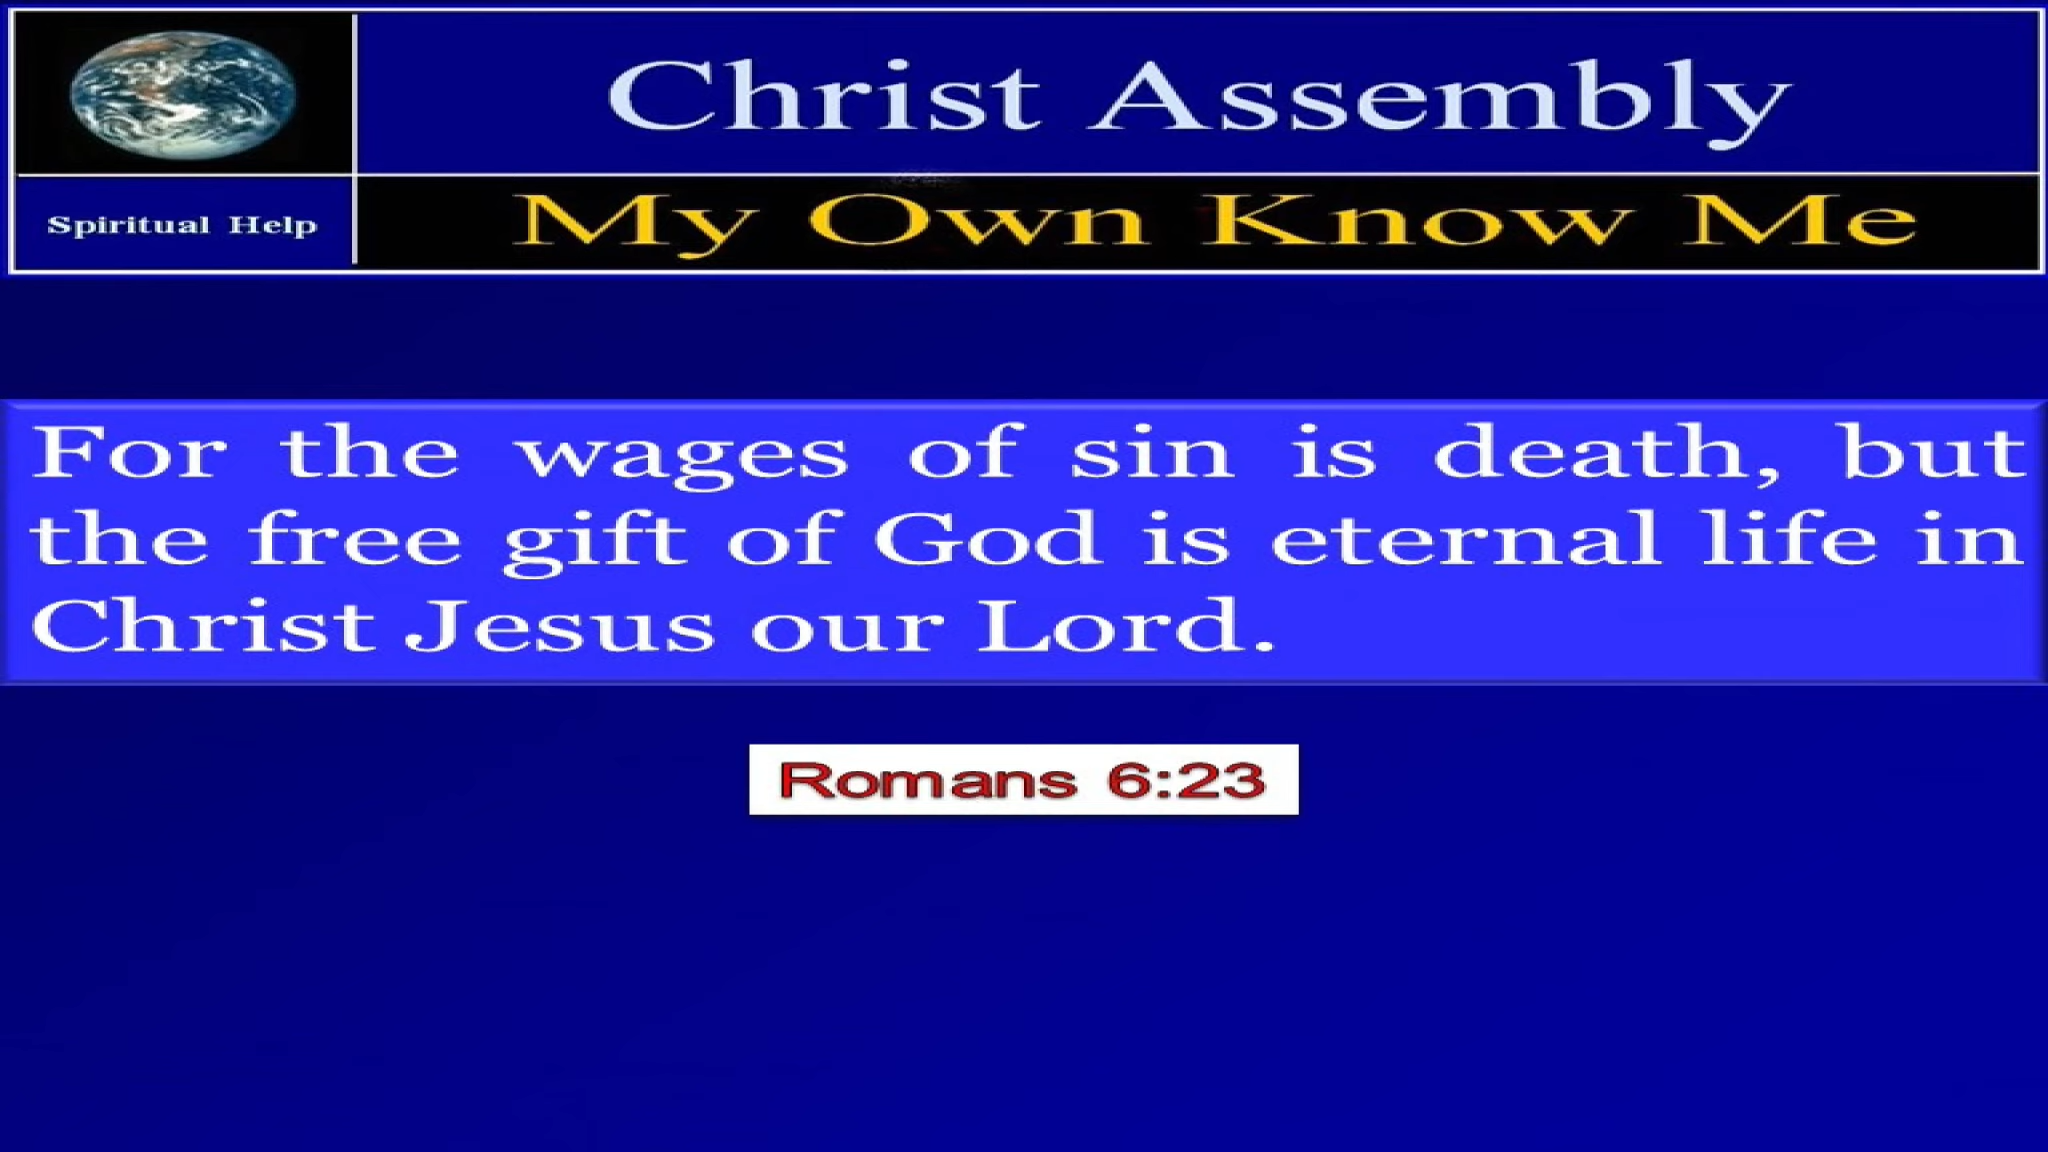 Christ Assembly
Spiritual Help
My Own Know Me
For the wages of sin is death, but
the free gift of God is eternal life in
Christ Jesus our Lord.
Romans 6:23